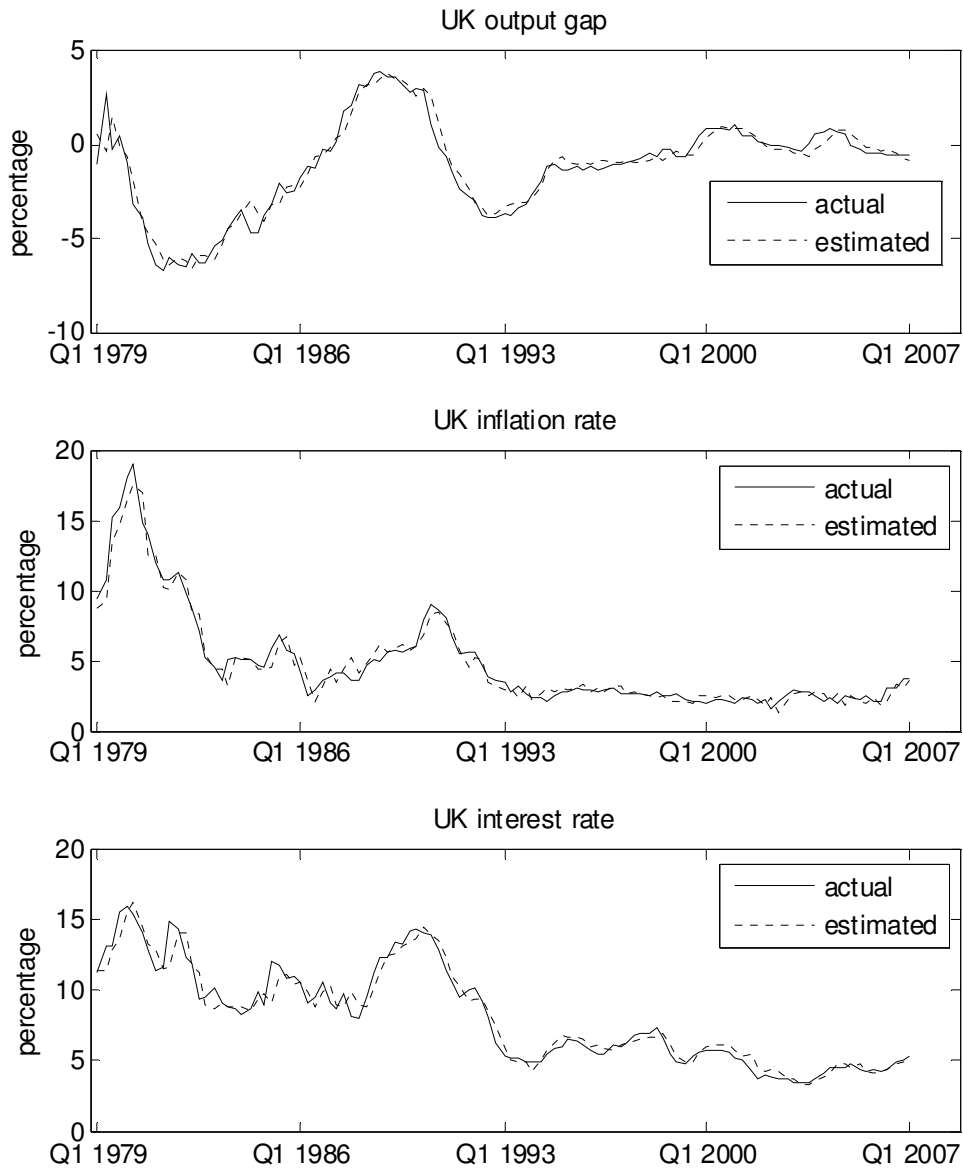 UK output gap
5
0
-5
-10
percentage
actual
estimated
Q1 1979 Q1 1986 Q1 1993 Q1 2000 Q1 2007
UK inflation rate
20
15
10
5
0
percentage
actual
estimated
Q1 1979 Q1 1986 Q1 1993 Q1 2000 Q1 2007
UK interest rate
20
15
10
5
0
percentage
actual
estimated
Q1 1979 Q1 1986 Q1 1993 Q1 2000 Q1 2007